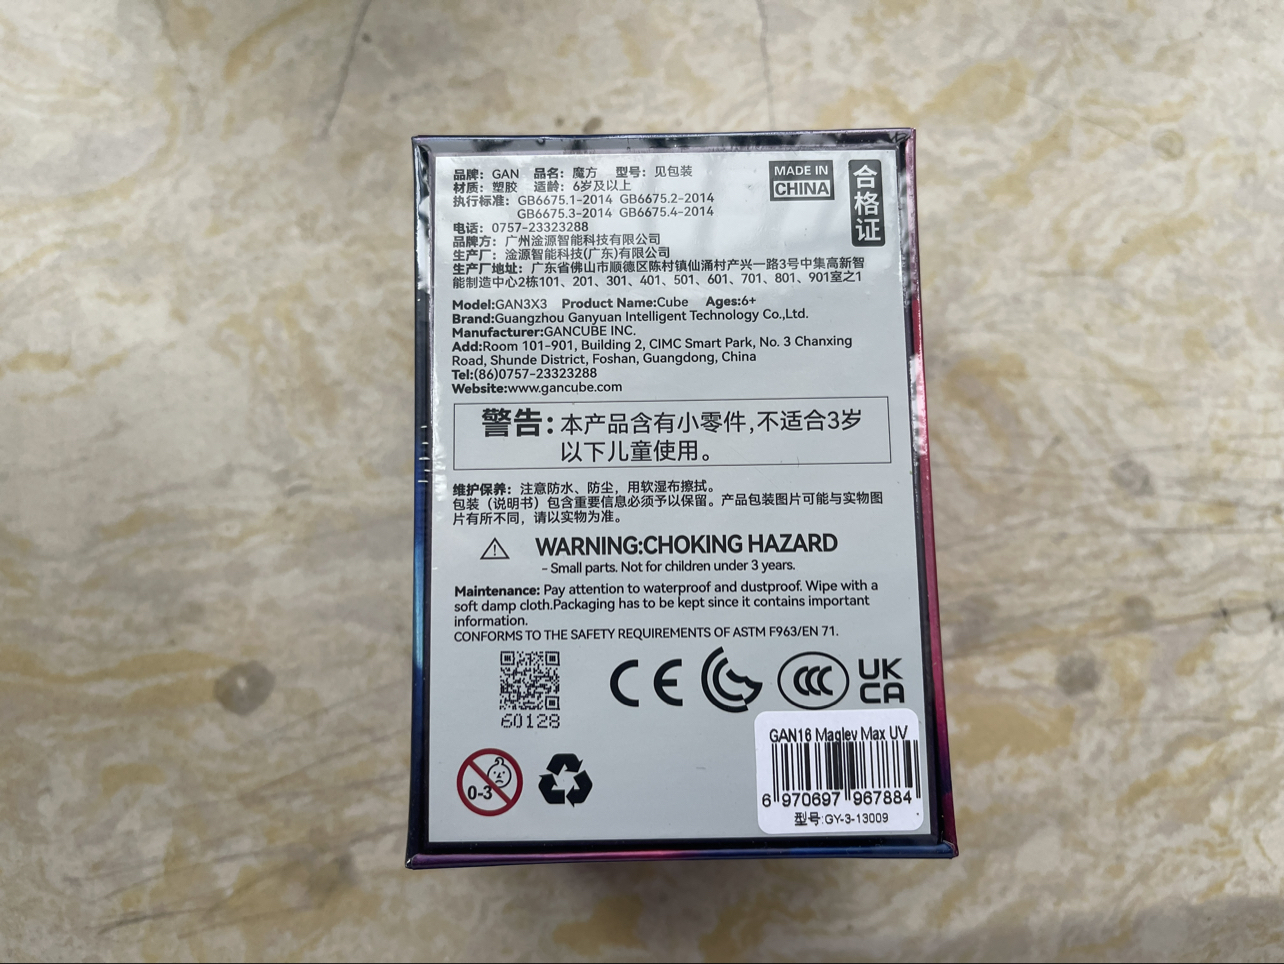 品牌：GAN 品名：魔方 型号：见包装
材质：塑胶 适龄：6岁及以上
执行标准：GB6675.1-2014 GB6675.2-2014
GB6675.3-2014 GB6675.4-2014
电话：0757-23323288
品牌方：广州淦源智能科技有限公司
生产厂：淦源智能科技(广东)有限公司
生产厂地址：广东省佛山市顺德区陈村镇仙涌村产兴一路3号中集高新智
能制造中心2栋101、201、301、401、501、601、701、801、901室之1
MADE IN
CHINA
合格证
Model:GAN3X3 Product Name:Cube Ages:6+
Brand:Guangzhou Ganyuan Intelligent Technology Co.,Ltd.
Manufacturer:GANCUBE INC.
Add:Room 101-901, Building 2, CIMC Smart Park, No. 3 Chanxing
Road, Shunde District, Foshan, Guangdong, China
Tel:(86)0757-23323288
Website:www.gancube.com
警告：本产品含有小零件,不适合3岁
以下儿童使用。
维护保养：注意防水、防尘，用软湿布擦拭。
包装（说明书）包含重要信息必须予以保留。产品包装图片可能与实物图
片有所不同，请以实物为准。
WARNING:CHOKING HAZARD
- Small parts. Not for children under 3 years.
Maintenance: Pay attention to waterproof and dustproof. Wipe with a
soft damp cloth.Packaging has to be kept since it contains important
information.
CONFORMS TO THE SAFETY REQUIREMENTS OF ASTM F963/EN 71.
60128
CE
CCC
UK
CA
0-3
GAN16 Maglev Max UV
6 970697 967884
型号:GY-3-13009